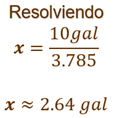 Resolviendo
x = 10gal / 3.785
x ≈ 2.64 gal